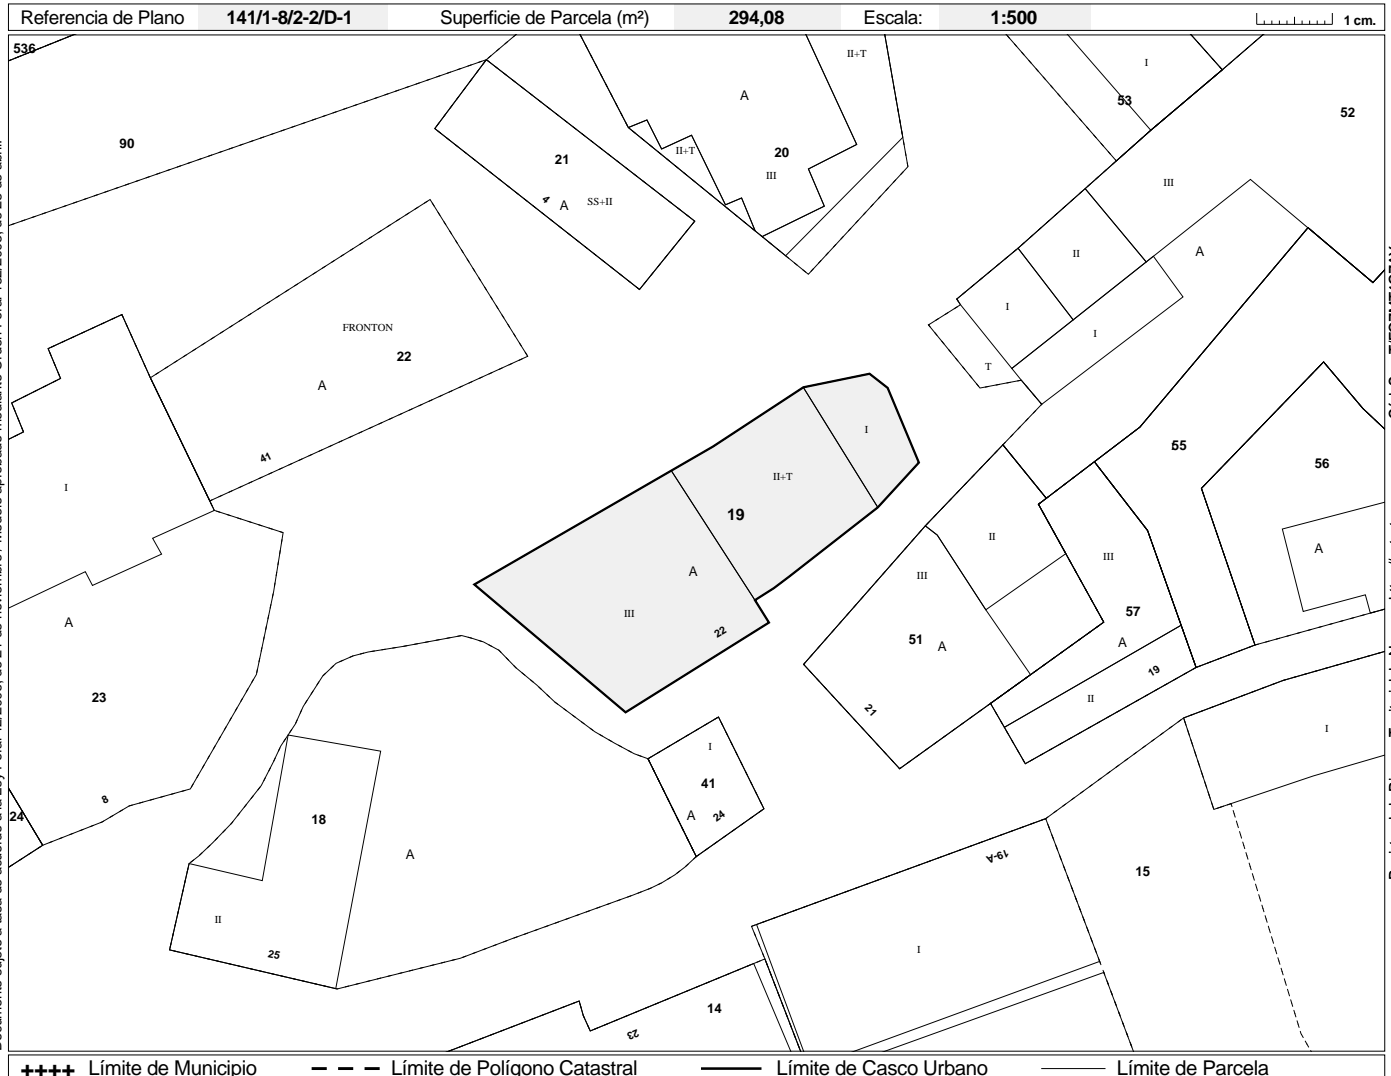 Referencia de Plano 141/1-8/2-2/D-1 Superficie de Parcela (m²) 294,08 Escala: 1:500 1 cm.
536
II+T
I
A
53
52
90
21
II+T
20
III
III
4 A SS+II
A
II
I
FRONTON
22
I
A
T
I
41
55
56
II+T
I
19
II
A
III
A
III
III
57
22
51
A
A
A
19
23
21
II
I
I
41
8
24
18
A
24
A
19-A
15
II
I
25
14
23
++++ Límite de Municipio Límite de Polígono Catastral Límite de Casco Urbano Límite de Parcela